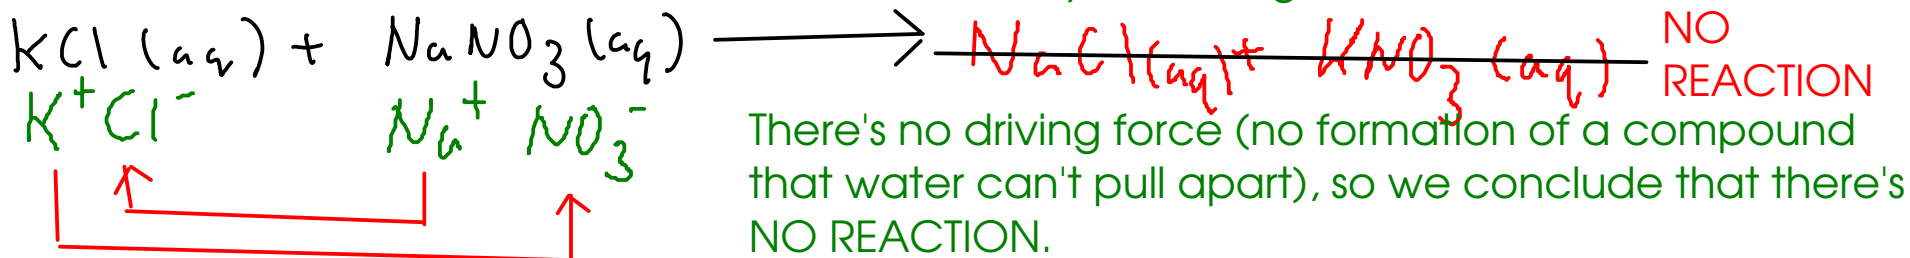 KCl (aq) + NaNO₃ (aq) → NaCl (aq) + KNO₃ (aq) NO
REACTION
K⁺ Cl⁻ Na⁺ NO₃⁻
There's no driving force (no formation of a compound
that water can't pull apart), so we conclude that there's
NO REACTION.